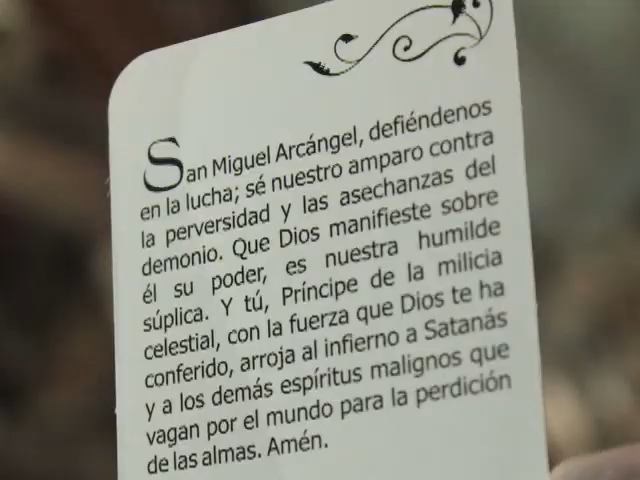 San Miguel Arcángel, defiéndenos
en la lucha; sé nuestro amparo contra
la perversidad y las asechanzas del
demonio. Que Dios manifieste sobre
él su poder, es nuestra humilde
súplica. Y tú, Príncipe de la milicia
celestial, con la fuerza que Dios te ha
conferido, arroja al infierno a Satanás
y a los demás espíritus malignos que
vagan por el mundo para la perdición
de las almas. Amén.